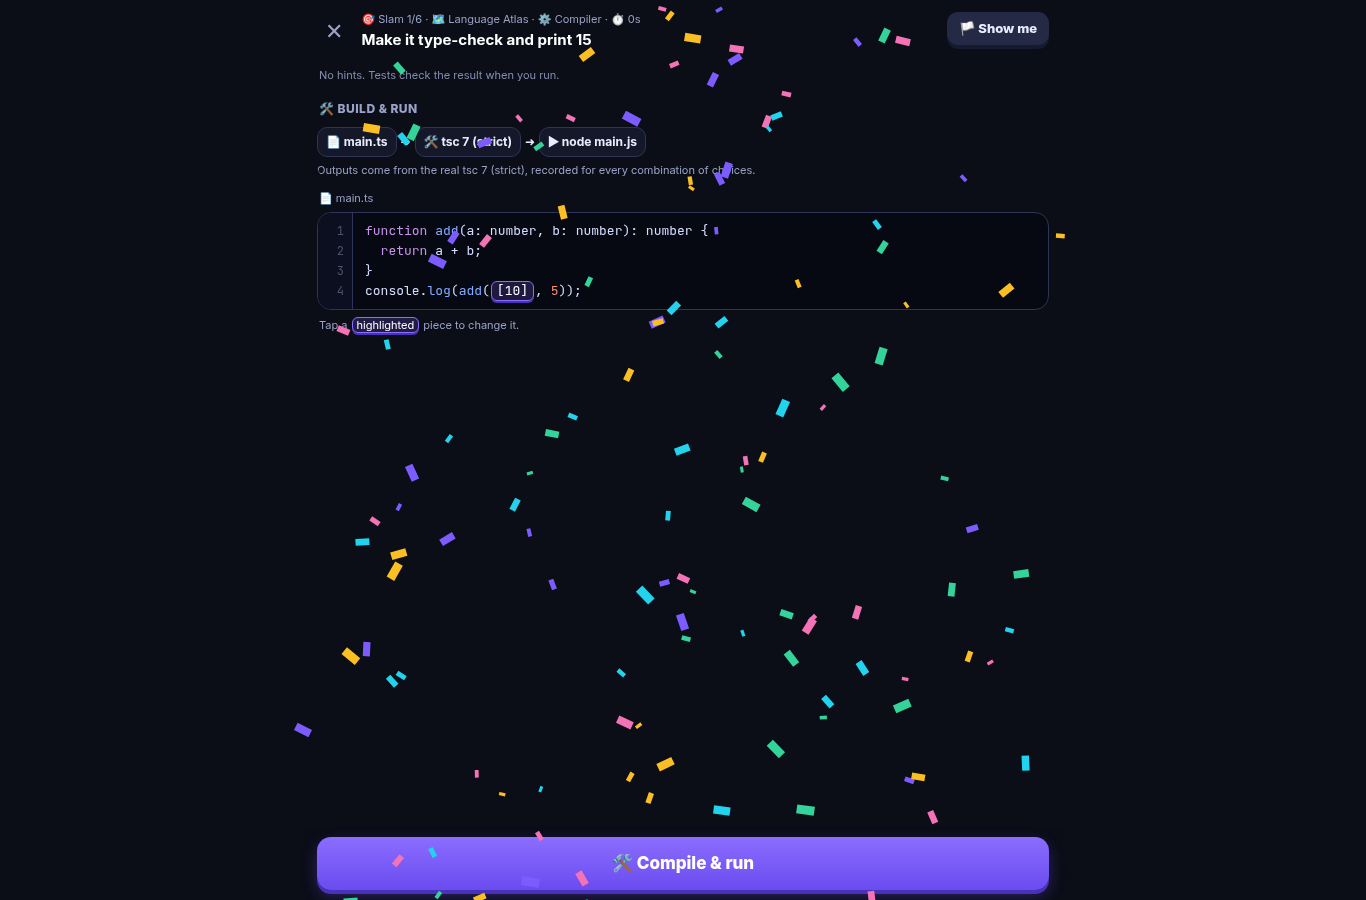 🎯 Slam 1/6 · 🗺️ Language Atlas · ⚙️ Compiler · ⏱️ 0s
✕ Make it type-check and print 15
🏳️ Show me
No hints. Tests check the result when you run.
🛠️ BUILD & RUN
📄 main.ts → 🛠️ tsc 7 (strict) → ▶ node main.js
Outputs come from the real tsc 7 (strict), recorded for every combination of choices.
📄 main.ts
1 function add(a: number, b: number): number {
2   return a + b;
3 }
4 console.log(add([10], 5));
Tap a highlighted piece to change it.
🛠️ Compile & run